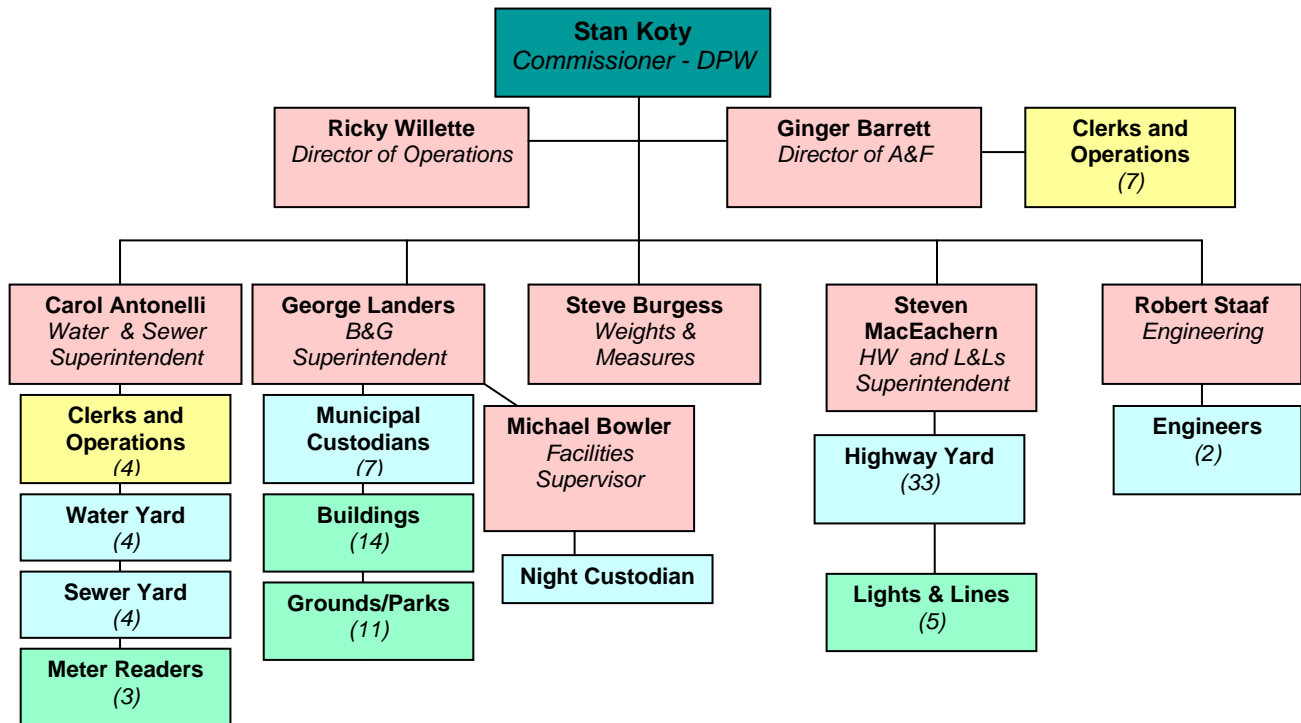 Stan Koty
Commissioner - DPW
Ricky Willette
Director of Operations
Ginger Barrett
Director of A&F
Clerks and
Operations
(7)
Carol Antonelli
Water & Sewer
Superintendent
George Landers
B&G
Superintendent
Steve Burgess
Weights &
Measures
Steven
MacEachern
HW and L&Ls
Superintendent
Robert Staaf
Engineering
Clerks and
Operations
(4)
Water Yard
(4)
Sewer Yard
(4)
Meter Readers
(3)
Municipal
Custodians
(7)
Buildings
(14)
Grounds/Parks
(11)
Michael Bowler
Facilities
Supervisor
Night Custodian
Highway Yard
(33)
Lights & Lines
(5)
Engineers
(2)